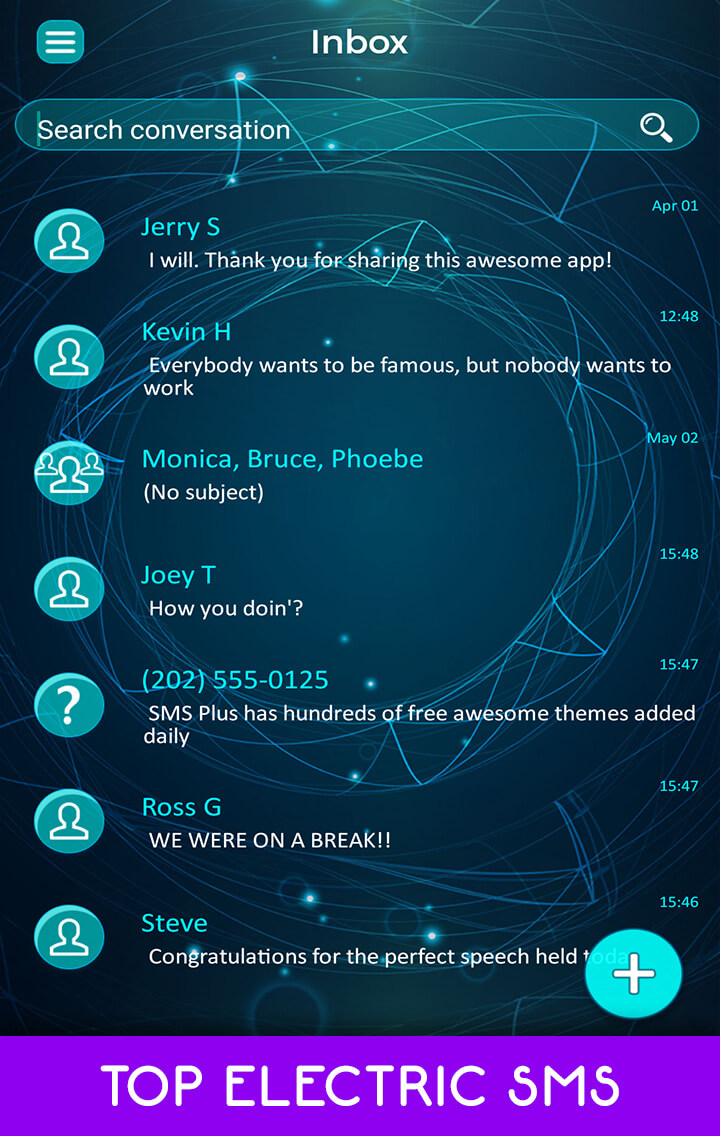 Inbox
Search conversation
Apr 01
Jerry S
I will. Thank you for sharing this awesome app!
12:48
Kevin H
Everybody wants to be famous, but nobody wants to
work
May 02
Monica, Bruce, Phoebe
(No subject)
15:48
Joey T
How you doin'?
15:47
(202) 555-0125
?
SMS Plus has hundreds of free awesome themes added
daily
15:47
Ross G
WE WERE ON A BREAK!!
15:46
Steve
Congratulations for the perfect speech held toda
+
TOP ELECTRIC SMS